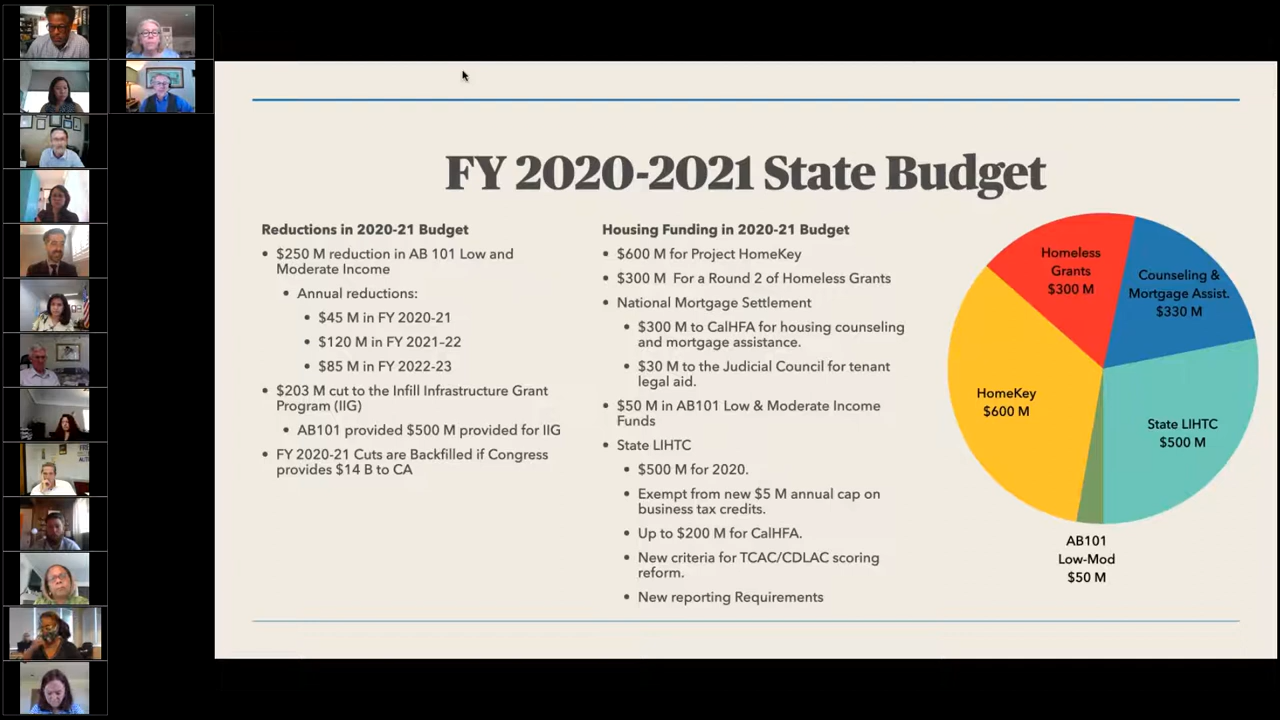 FY 2020-2021 State Budget
Reductions in 2020-21 Budget
• $250 M reduction in AB 101 Low and
Moderate Income
• Annual reductions:
• $45 M in FY 2020-21
• $120 M in FY 2021–22
• $85 M in FY 2022-23
• $203 M cut to the Infill Infrastructure Grant
Program (IIG)
• AB101 provided $500 M provided for IIG
• FY 2020-21 Cuts are Backfilled if Congress
provides $14 B to CA
Housing Funding in 2020-21 Budget
• $600 M for Project HomeKey
• $300 M For a Round 2 of Homeless Grants
• National Mortgage Settlement
• $300 M to CalHFA for housing counseling
and mortgage assistance.
• $30 M to the Judicial Council for tenant
legal aid.
• $50 M in AB101 Low & Moderate Income
Funds
• State LIHTC
• $500 M for 2020.
• Exempt from new $5 M annual cap on
business tax credits.
• Up to $200 M for CalHFA.
• New criteria for TCAC/CDLAC scoring
reform.
• New reporting Requirements
Homeless
Grants
$300 M
Counseling &
Mortgage Assist.
$330 M
HomeKey
$600 M
State LIHTC
$500 M
AB101
Low-Mod
$50 M